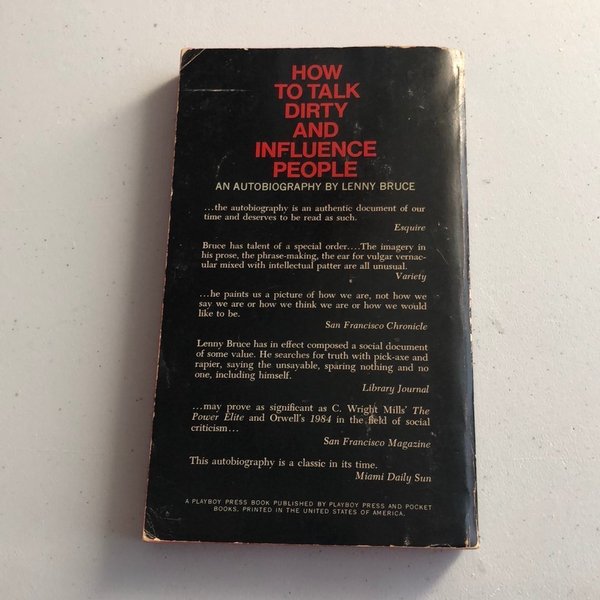 HOW
TO TALK
DIRTY
AND
INFLUENCE
PEOPLE
AN AUTOBIOGRAPHY BY LENNY BRUCE
...the autobiography is an authentic document of our
time and deserves to be read as such.
Esquire
Bruce has talent of a special order....The imagery in
his prose, the phrase-making, the ear for vulgar vernac-
ular mixed with intellectual patter are all unusual.
Variety
...he paints us a picture of how we are, not how we
say we are or how we think we are or how we would
like to be.
San Francisco Chronicle
Lenny Bruce has in effect composed a social document
of some value. He searches for truth with pick-axe and
rapier, saying the unsayable, sparing nothing and no
one, including himself.
Library Journal
...may prove as significant as C. Wright Mills' The
Power Elite and Orwell's 1984 in the field of social
criticism...
San Francisco Magazine
This autobiography is a classic in its time.
Miami Daily Sun
A PLAYBOY PRESS BOOK PUBLISHED BY PLAYBOY PRESS AND POCKET
BOOKS. PRINTED IN THE UNITED STATES OF AMERICA.